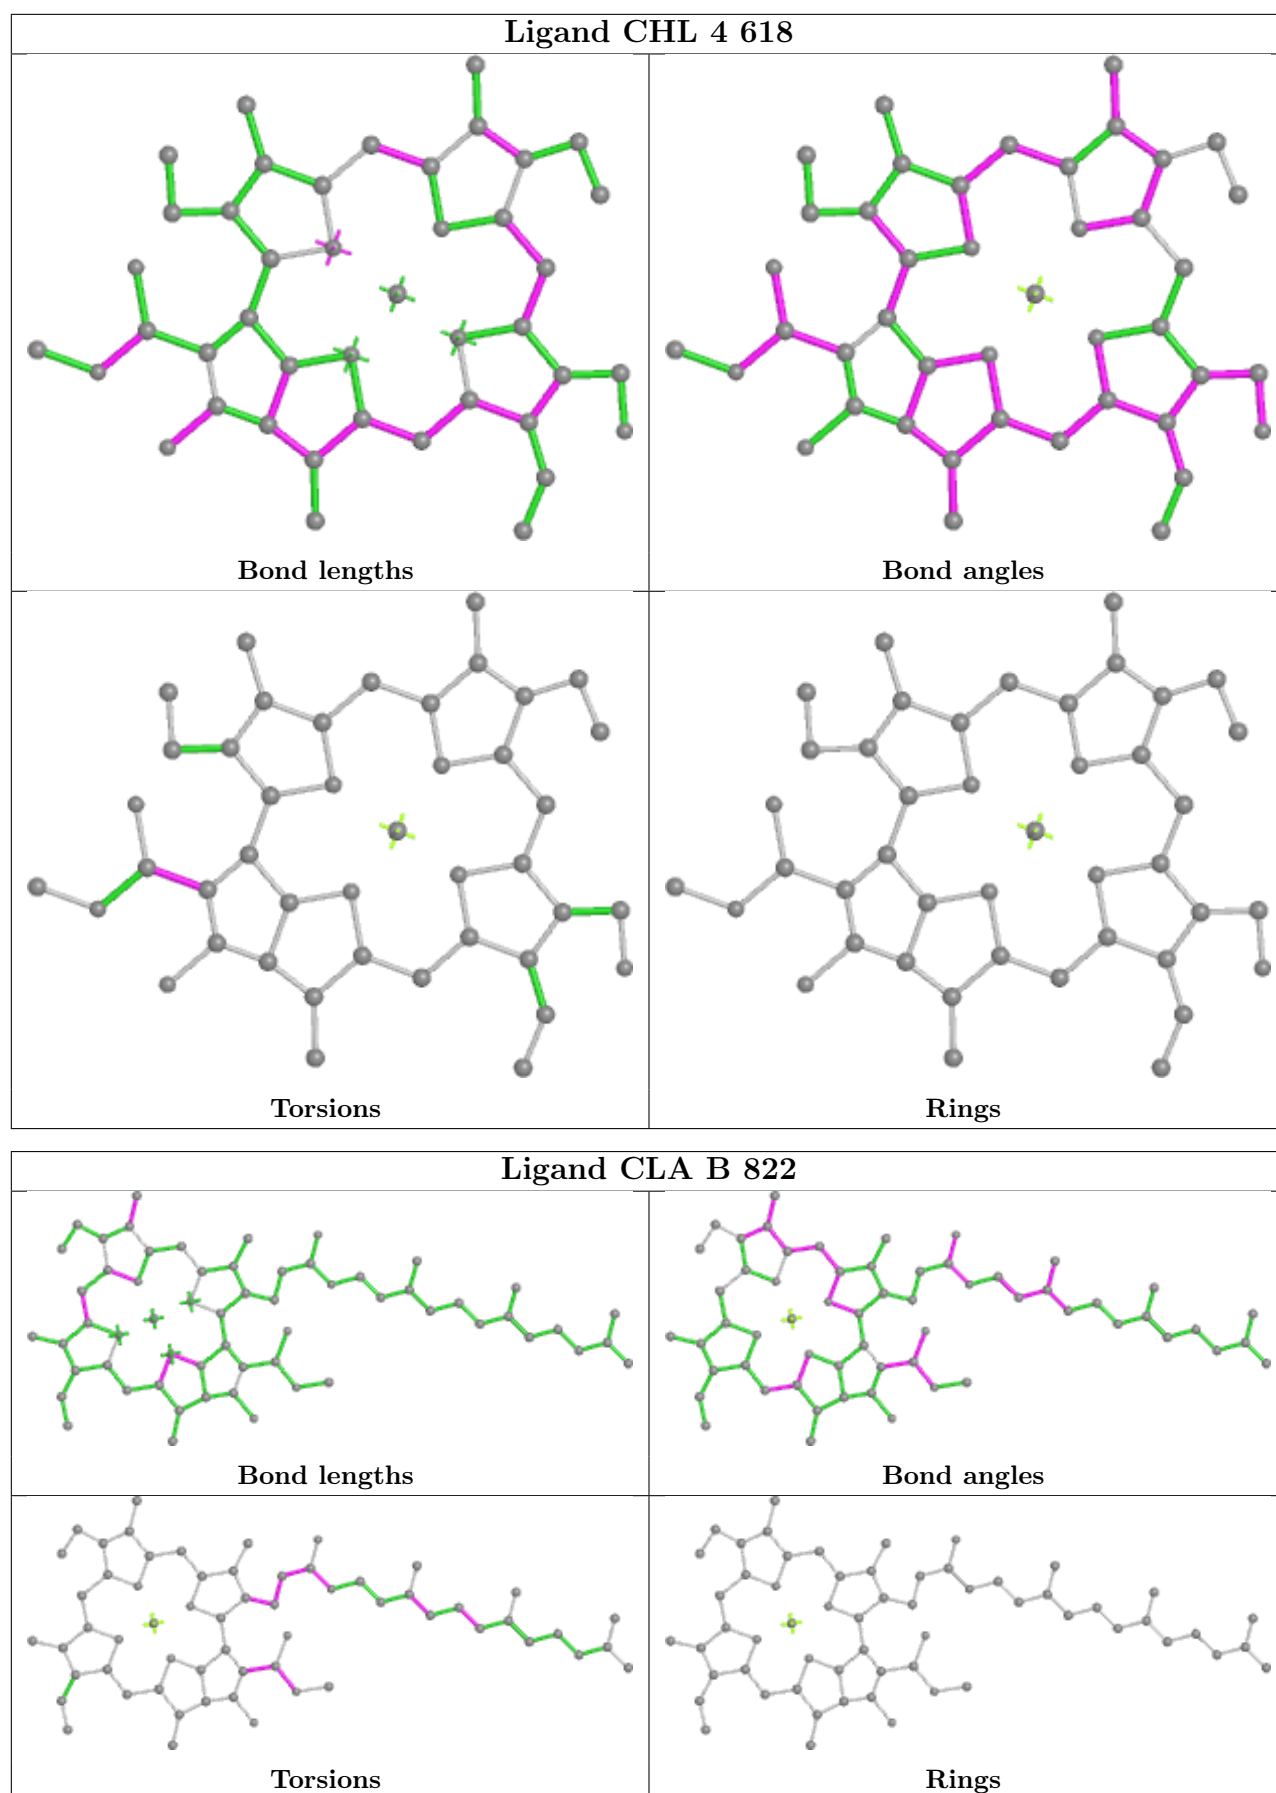 Ligand CHL 4 618
Bond lengths
Bond angles
Torsions
Rings
Ligand CLA B 822
Bond lengths
Bond angles
Torsions
Rings